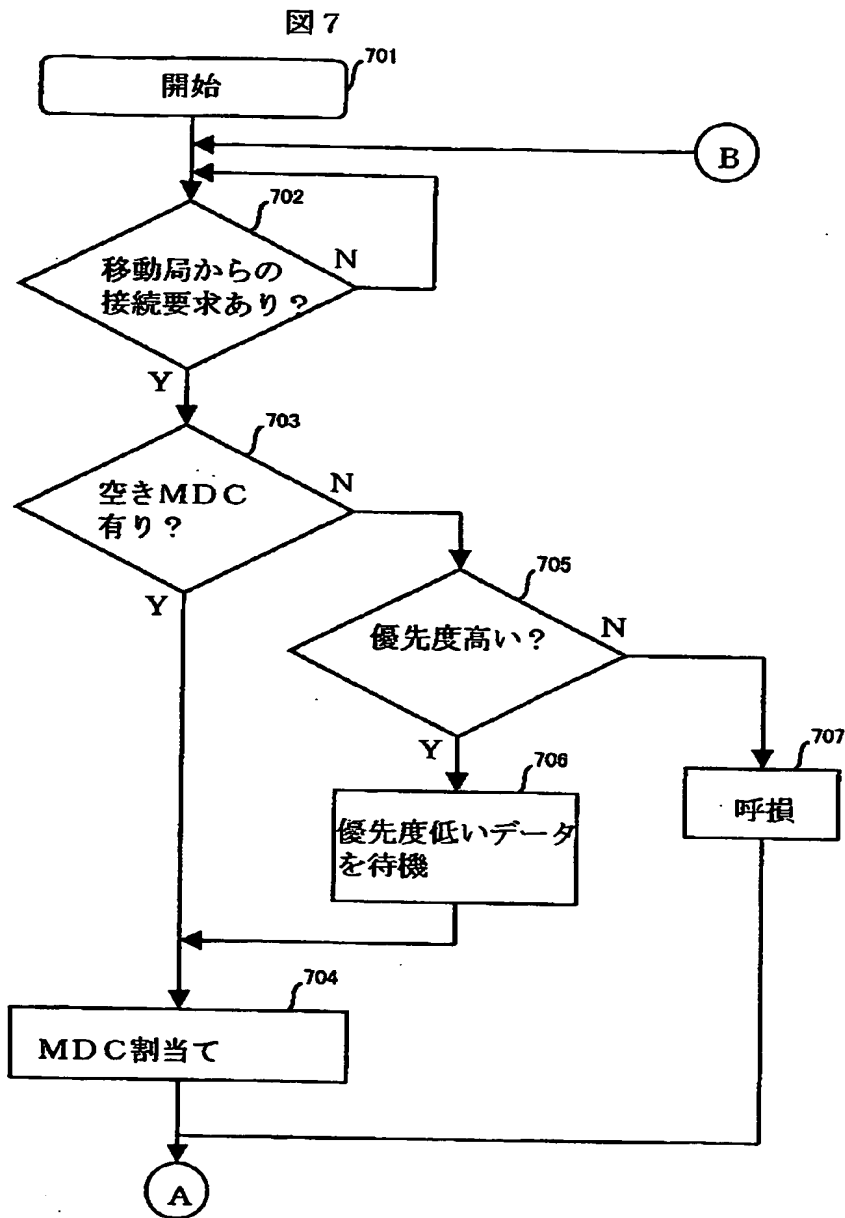 図７
701
開始
B
702
移動局からの
接続要求あり？
N
Y
703
空きＭＤＣ
有り？
N
Y
705
優先度高い？
N
Y
706
優先度低いデータ
を待機
707
呼損
704
ＭＤＣ割当て
A